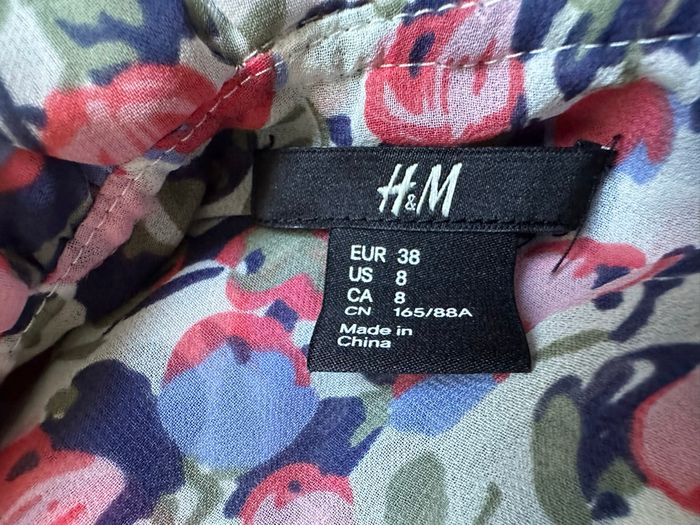 H&M
EUR 38
US 8
CA 8
CN 165/88A
Made in
China